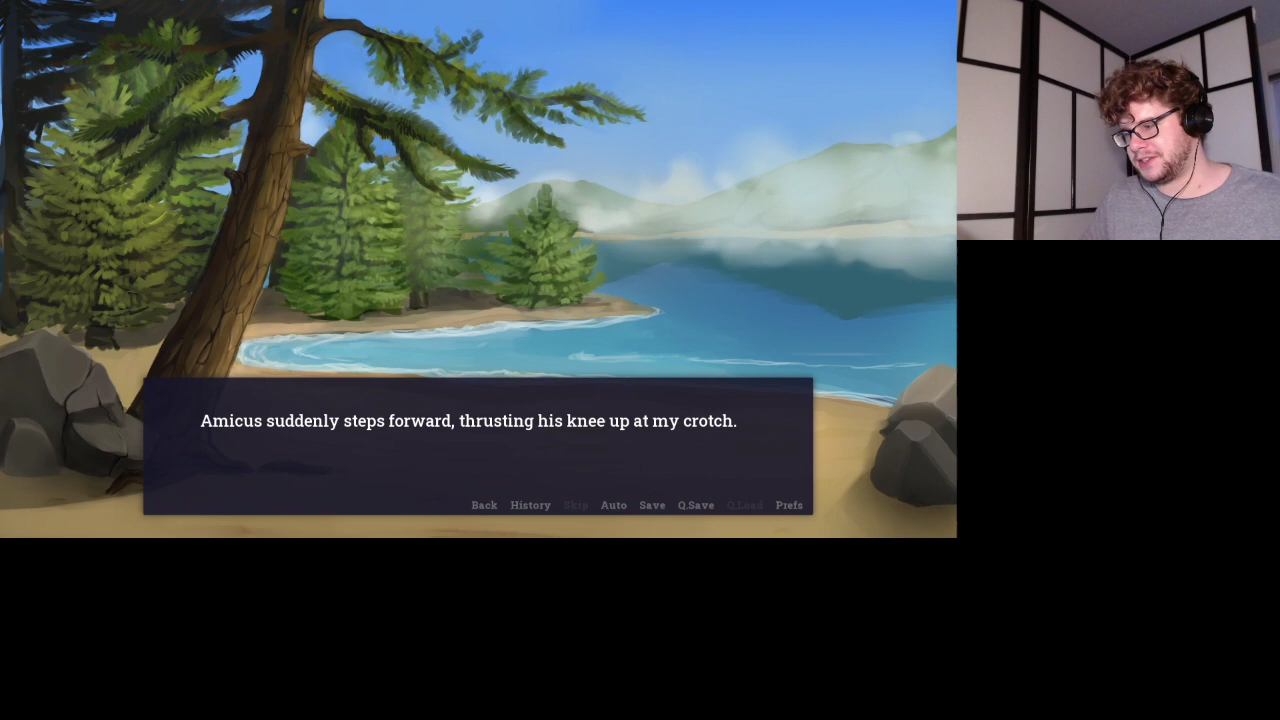 Amicus suddenly steps forward, thrusting his knee up at my crotch.
Back History Skip Auto Save Q.Save Q.Load Prefs